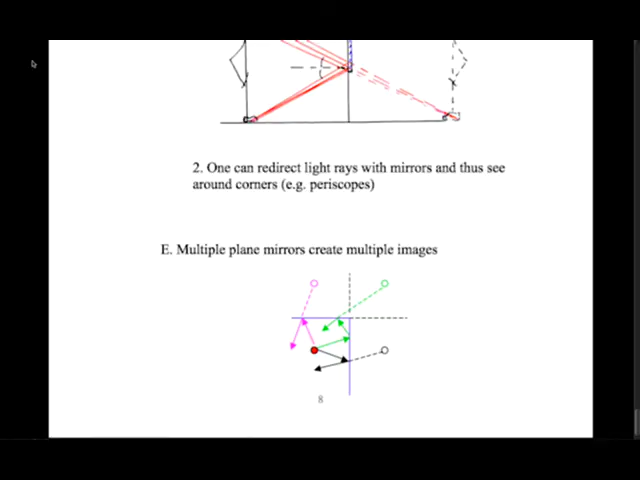 2. One can redirect light rays with mirrors and thus see
around corners (e.g. periscopes)
E. Multiple plane mirrors create multiple images
8